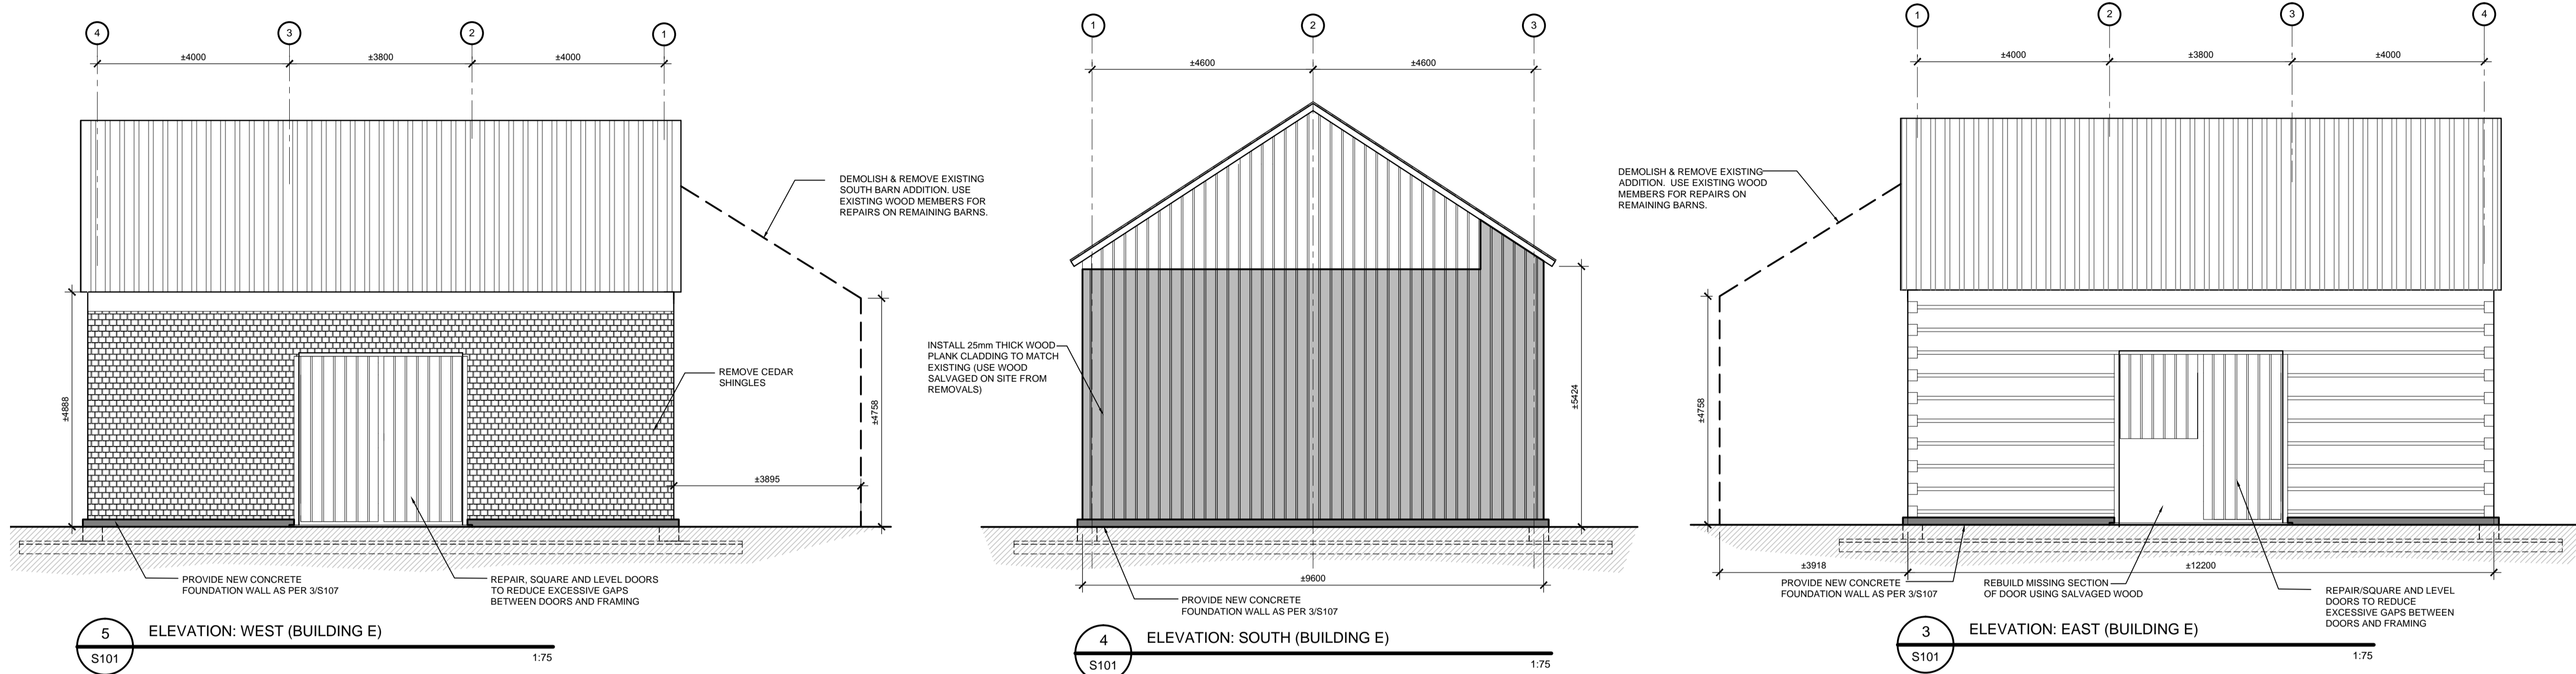 4
3
2
1
±4000
±3800
±4000
DEMOLISH & REMOVE EXISTING
SOUTH BARN ADDITION. USE
EXISTING WOOD MEMBERS FOR
REPAIRS ON REMAINING BARNS.
REMOVE CEDAR
SHINGLES
±4888
±4758
±3895
PROVIDE NEW CONCRETE
FOUNDATION WALL AS PER 3/S107
REPAIR, SQUARE AND LEVEL DOORS
TO REDUCE EXCESSIVE GAPS
BETWEEN DOORS AND FRAMING
5
S101
ELEVATION: WEST (BUILDING E)
1:75
1
2
3
±4600
±4600
INSTALL 25mm THICK WOOD
PLANK CLADDING TO MATCH
EXISTING (USE WOOD
SALVAGED ON SITE FROM
REMOVALS)
±5424
±9600
PROVIDE NEW CONCRETE
FOUNDATION WALL AS PER 3/S107
4
S101
ELEVATION: SOUTH (BUILDING E)
1:75
1
2
3
4
±4000
±3800
±4000
DEMOLISH & REMOVE EXISTING
ADDITION. USE EXISTING WOOD
MEMBERS FOR REPAIRS ON
REMAINING BARNS.
±4758
±3918
±12200
PROVIDE NEW CONCRETE
FOUNDATION WALL AS PER 3/S107
REBUILD MISSING SECTION
OF DOOR USING SALVAGED WOOD
REPAIR/SQUARE AND LEVEL
DOORS TO REDUCE
EXCESSIVE GAPS BETWEEN
DOORS AND FRAMING
3
S101
ELEVATION: EAST (BUILDING E)
1:75